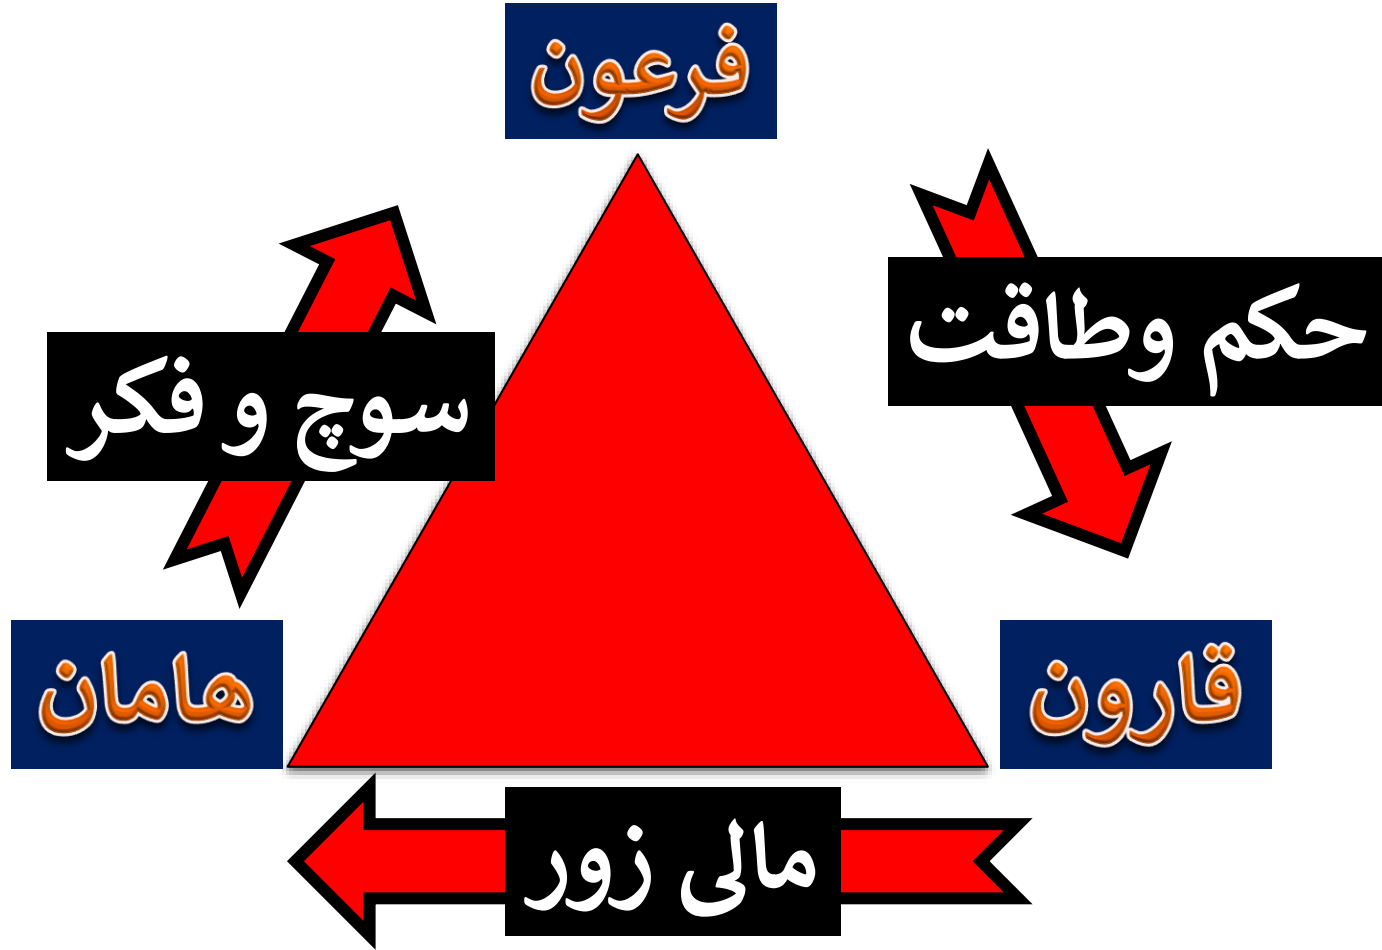 فرعون
حکم وطاقت
سوچ و فکر
قارون
هامان
مالی زور